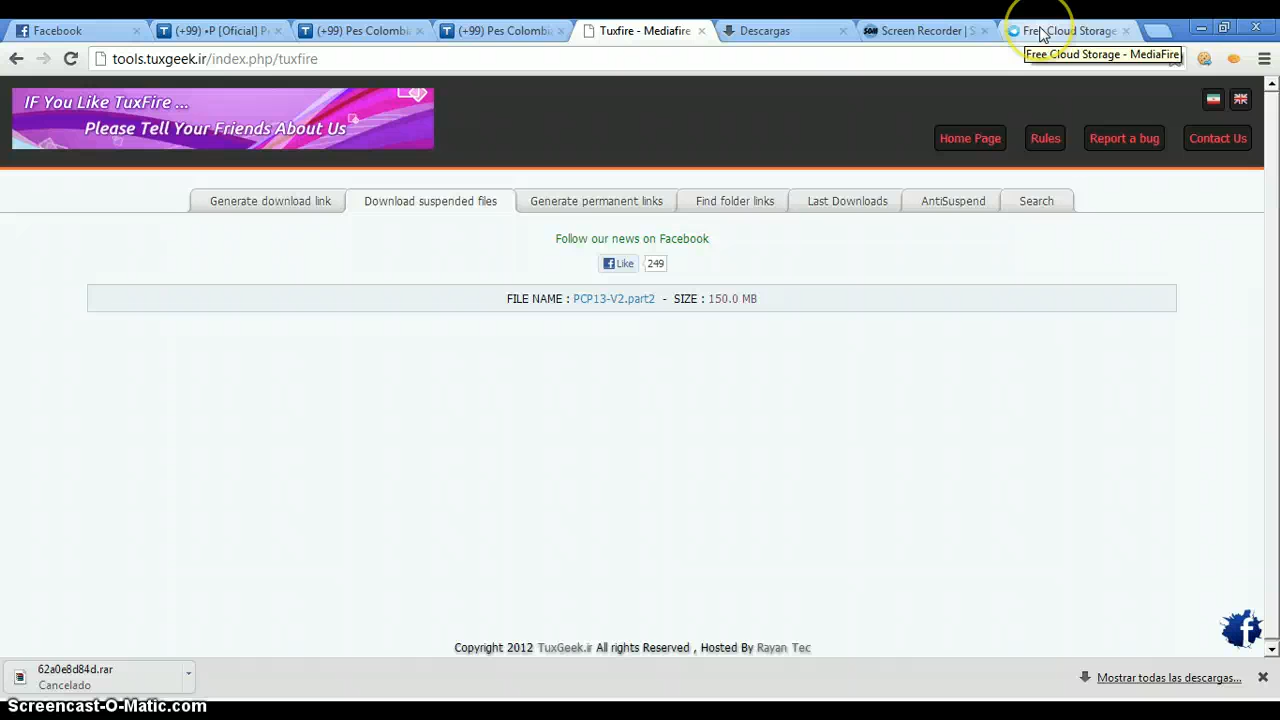 Facebook
(+99) •P [Oficial] P
(+99) Pes Colombi
(+99) Pes Colombi
Tuxfire - Mediafire
Descargas
Screen Recorder | S
Free Cloud Storage
Free Cloud Storage - MediaFire
tools.tuxgeek.ir/index.php/tuxfire
IF You Like TuxFire ...
Please Tell Your Friends About Us
Home Page
Rules
Report a bug
Contact Us
Generate download link
Download suspended files
Generate permanent links
Find folder links
Last Downloads
AntiSuspend
Search
Follow our news on Facebook
Like
249
FILE NAME : PCP13-V2.part2 - SIZE : 150.0 MB
Copyright 2012 TuxGeek.ir All rights Reserved , Hosted By Rayan Tec
62a0e8d84d.rar
Cancelado
Mostrar todas las descargas...
Screencast-O-Matic.com